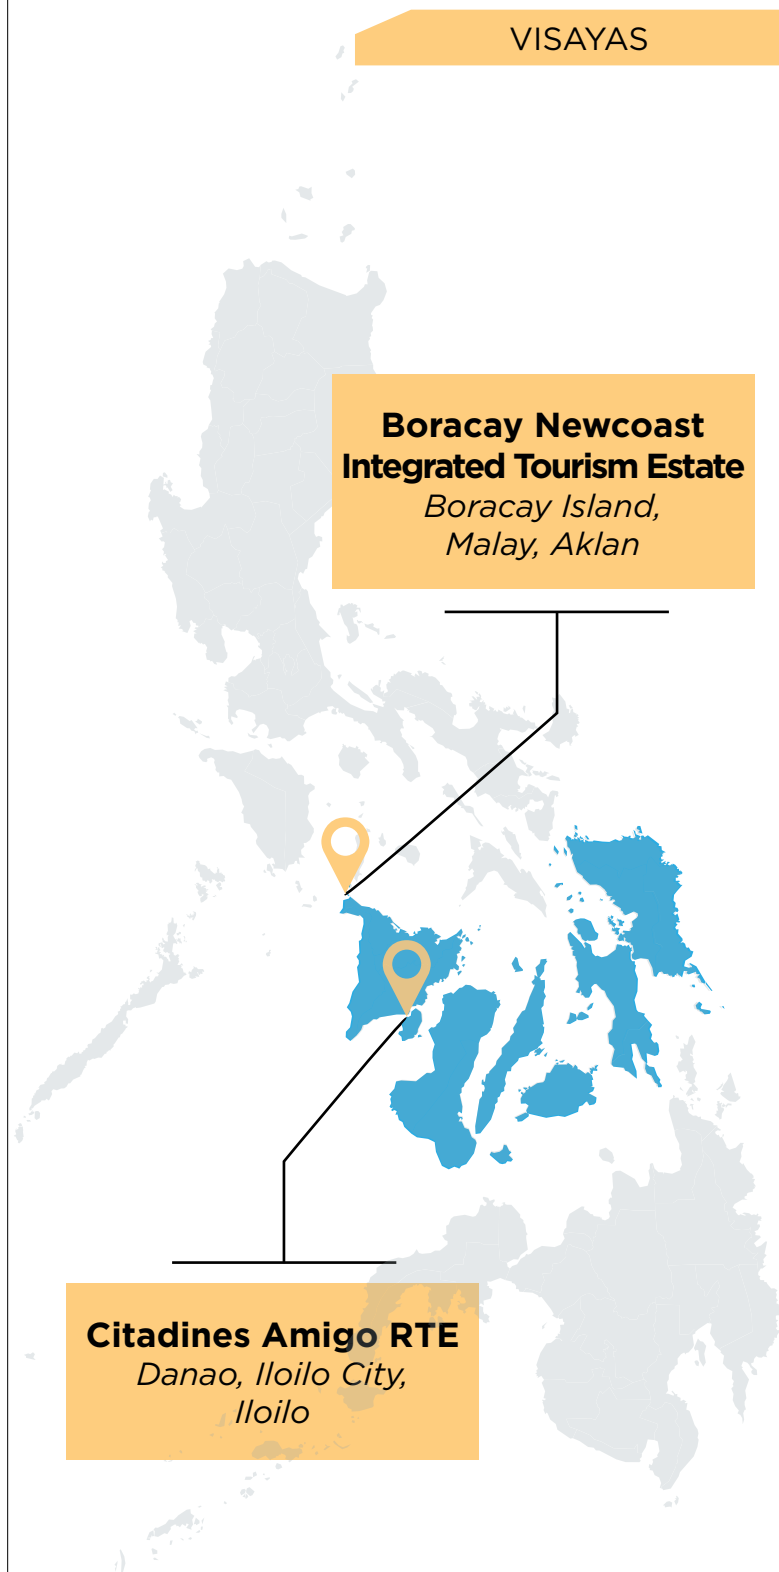 VISAYAS
Boracay Newcoast
Integrated Tourism Estate
Boracay Island,
Malay, Aklan
Citadines Amigo RTE
Danao, Iloilo City,
Iloilo